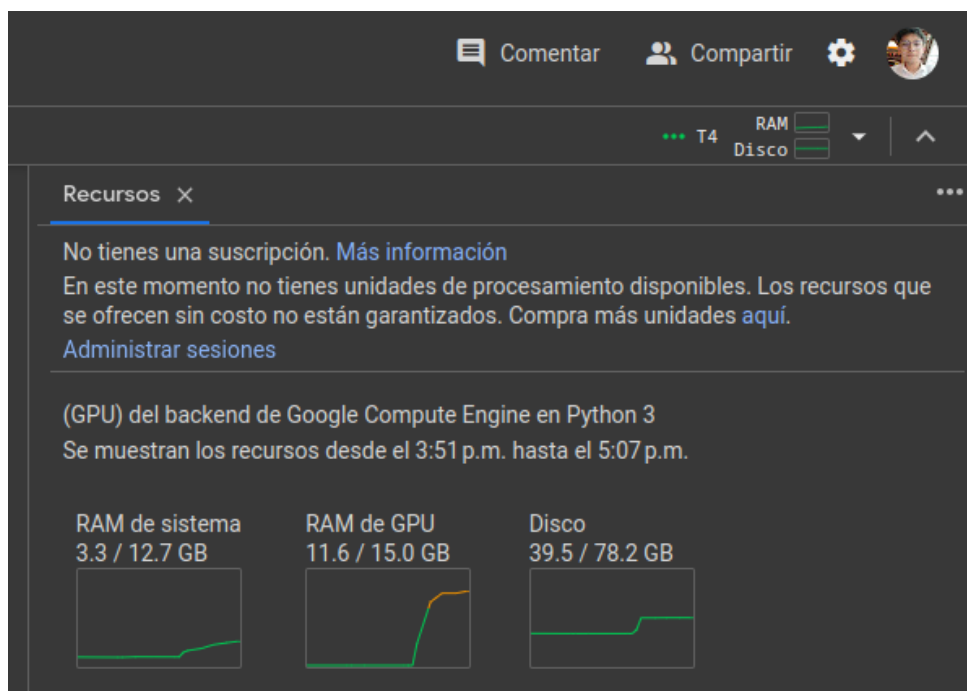 Comentar Compartir
T4 RAM
Disco
Recursos
No tienes una suscripción. Más información
En este momento no tienes unidades de procesamiento disponibles. Los recursos que
se ofrecen sin costo no están garantizados. Compra más unidades aquí.
Administrar sesiones
(GPU) del backend de Google Compute Engine en Python 3
Se muestran los recursos desde el 3:51 p.m. hasta el 5:07 p.m.
RAM de sistema RAM de GPU Disco
3.3 / 12.7 GB 11.6 / 15.0 GB 39.5 / 78.2 GB